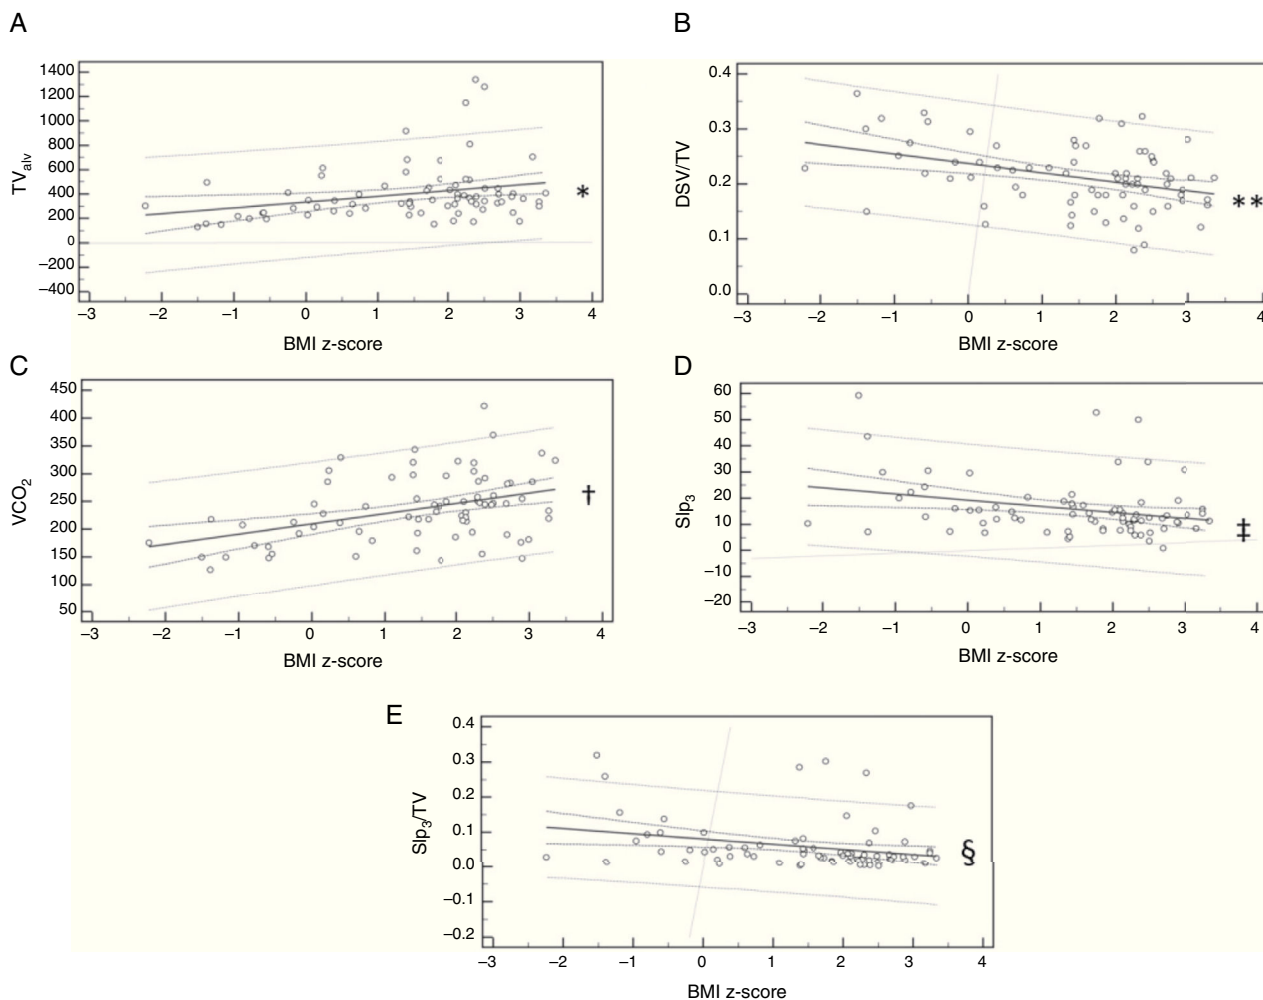 A
TValv
1400
1200
1000
800
600
400
200
0
−200
−400
*
−3 −2 −1 0 1 2 3 4
BMI z-score
B
DSV/TV
0.4
0.3
0.2
0.1
0.0
**
−3 −2 −1 0 1 2 3 4
BMI z-score
C
VCO2
450
400
350
300
250
200
150
100
50
†
−3 −2 −1 0 1 2 3 4
BMI z-score
D
Slp3
60
50
40
30
20
10
0
−10
−20
‡
−3 −2 −1 0 1 2 3 4
BMI z-score
E
Slp3/TV
0.4
0.3
0.2
0.1
0.0
−0.1
−0.2
§
−3 −2 −1 0 1 2 3 4
BMI z-score